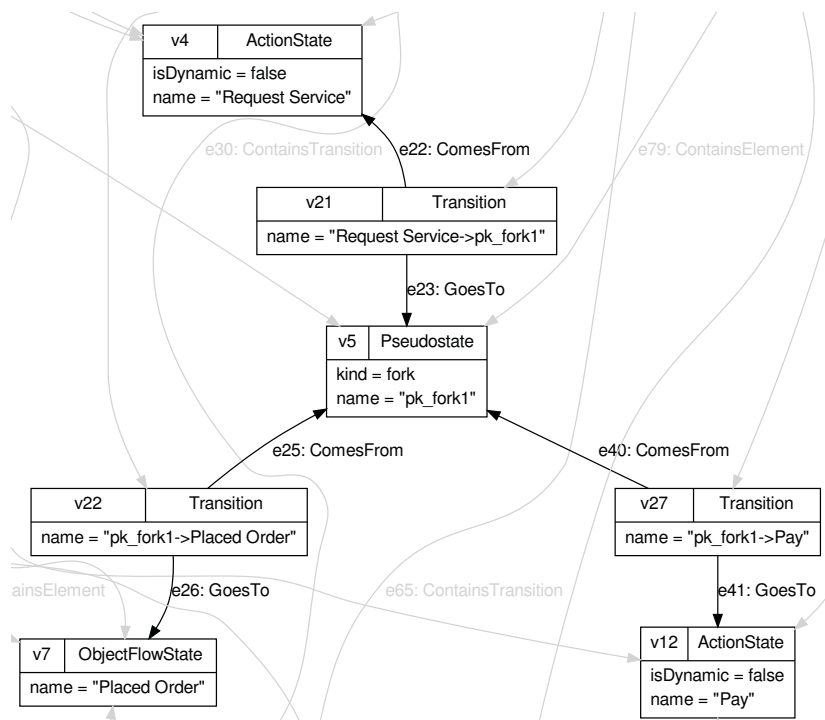 v4 ActionState
isDynamic = false
name = "Request Service"
e30: ContainsTransition
e22: ComesFrom
e79: ContainsElement
v21 Transition
name = "Request Service->pk_fork1"
e23: GoesTo
v5 Pseudostate
kind = fork
name = "pk_fork1"
e25: ComesFrom
e40: ComesFrom
v22 Transition
name = "pk_fork1->Placed Order"
v27 Transition
name = "pk_fork1->Pay"
ainsElement
e26: GoesTo
e65: ContainsTransition
e41: GoesTo
v7 ObjectFlowState
name = "Placed Order"
v12 ActionState
isDynamic = false
name = "Pay"